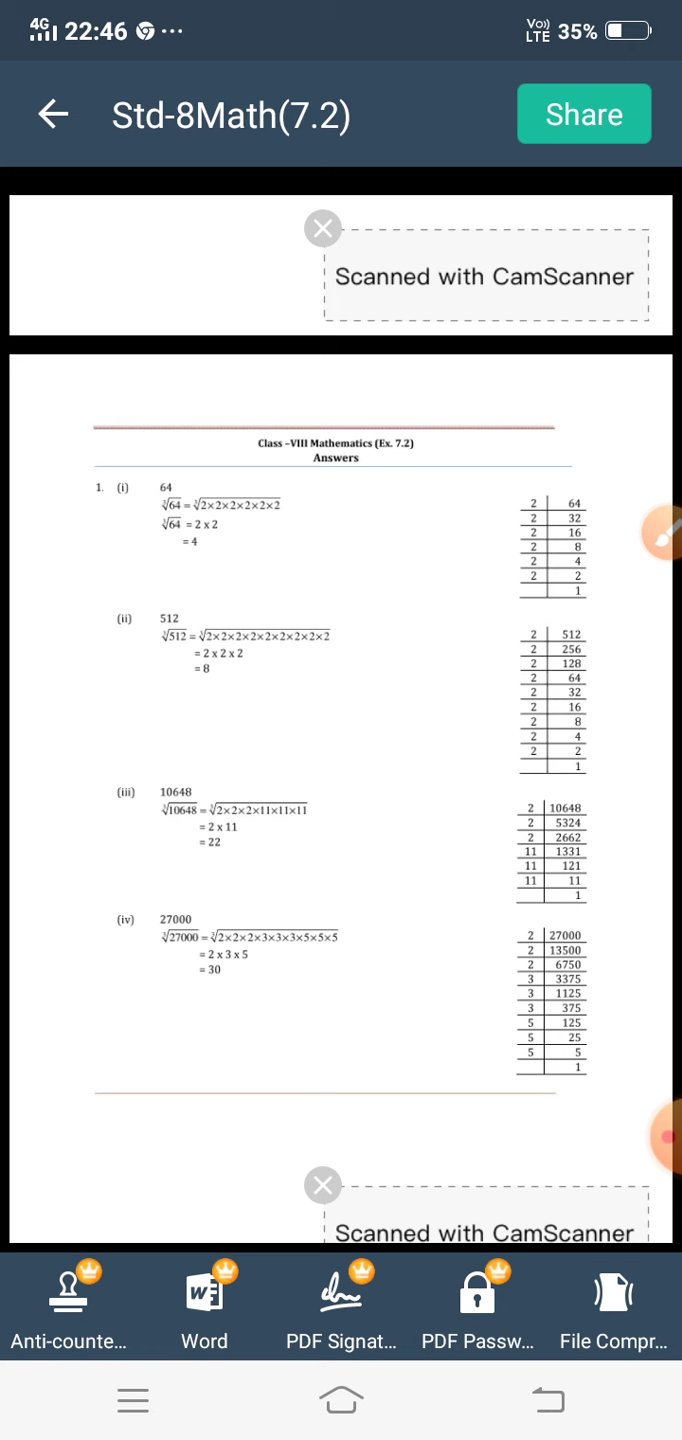 4G 22:46 ... Vo)) LTE 35%
Std-8Math(7.2) Share
Scanned with CamScanner
Class –VIII Mathematics (Ex. 7.2)
Answers
1. (i) 64
∛64 = ∛2×2×2×2×2×2
∛64 = 2 x 2
= 4
2 64
2 32
2 16
2 8
2 4
2 2
1
(ii) 512
∛512 = ∛2×2×2×2×2×2×2×2×2
= 2 x 2 x 2
= 8
2 512
2 256
2 128
2 64
2 32
2 16
2 8
2 4
2 2
1
(iii) 10648
∛10648 = ∛2×2×2×11×11×11
= 2 x 11
= 22
2 10648
2 5324
2 2662
11 1331
11 121
11 11
1
(iv) 27000
∛27000 = ∛2×2×2×3×3×3×5×5×5
= 2 x 3 x 5
= 30
2 27000
2 13500
2 6750
3 3375
3 1125
3 375
5 125
5 25
5 5
1
Scanned with CamScanner
W
Anti-counte... Word PDF Signat... PDF Passw... File Compr...